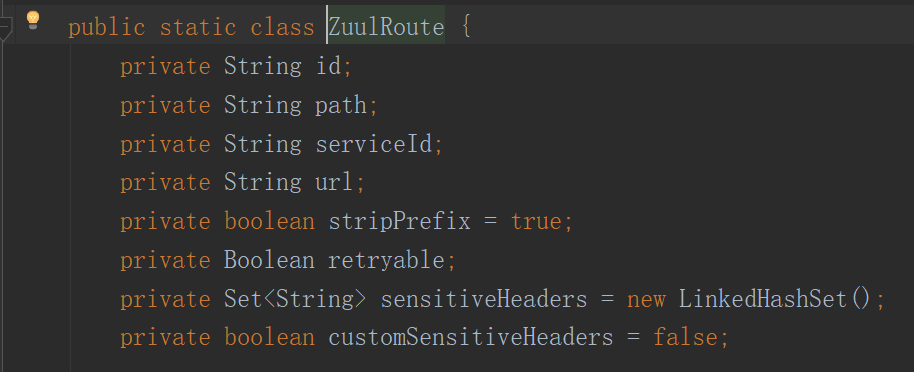 public static class ZuulRoute {
private String id;
private String path;
private String serviceId;
private String url;
private boolean stripPrefix = true;
private Boolean retryable;
private Set<String> sensitiveHeaders = new LinkedHashSet();
private boolean customSensitiveHeaders = false;